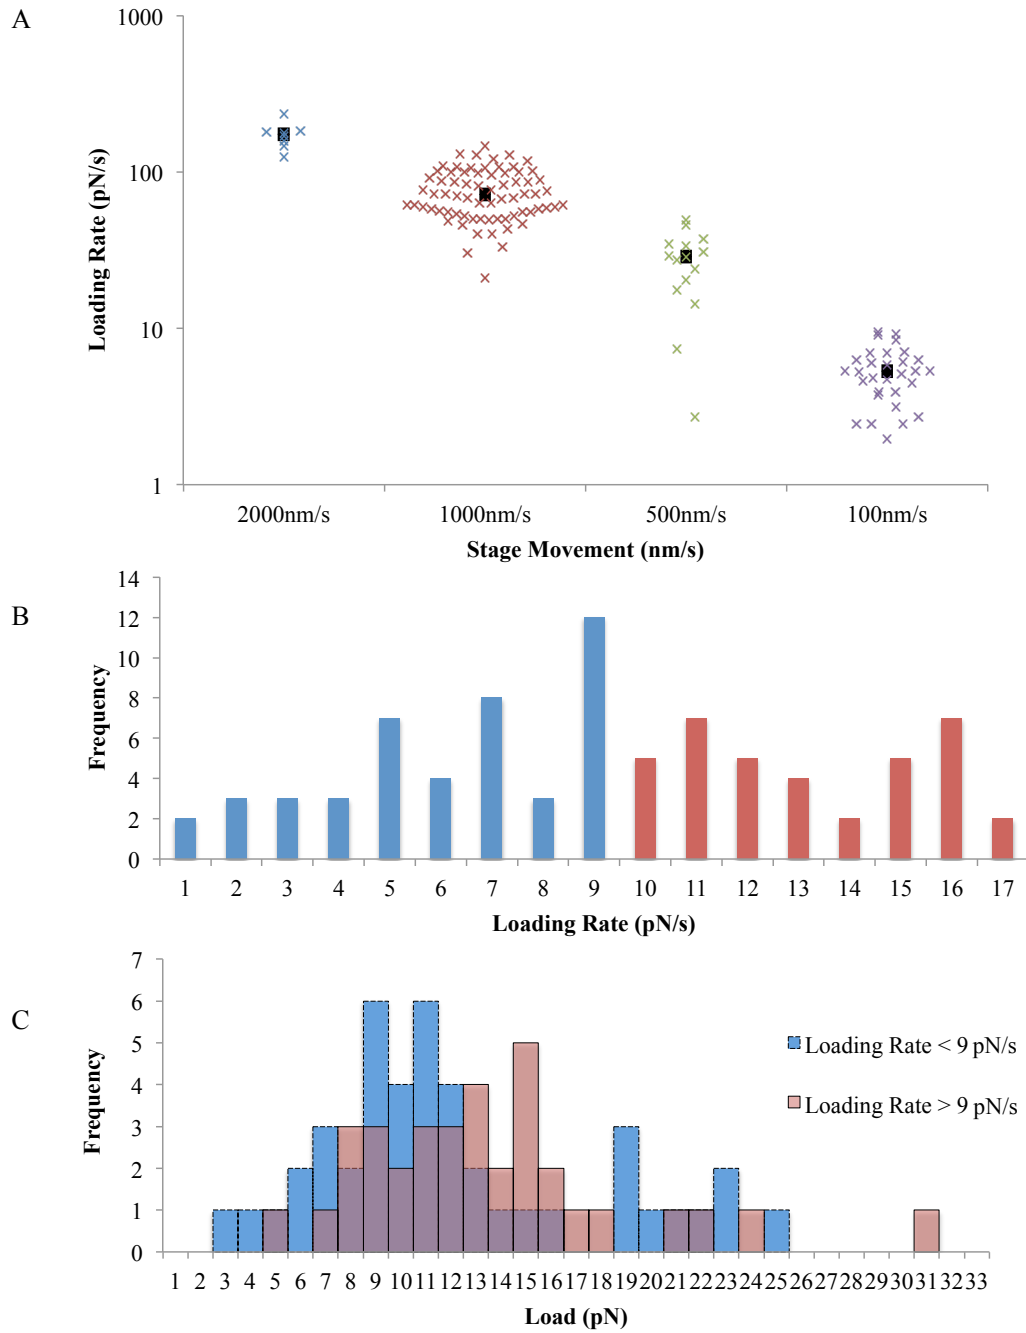 A
1000
100
10
1
Loading Rate (pN/s)
2000nm/s 1000nm/s 500nm/s 100nm/s
Stage Movement (nm/s)
B
14
12
10
8
6
4
2
0
Frequency
1 2 3 4 5 6 7 8 9 10 11 12 13 14 15 16 17
Loading Rate (pN/s)
C
7
6
5
4
3
2
1
0
Frequency
Loading Rate < 9 pN/s
Loading Rate > 9 pN/s
1 2 3 4 5 6 7 8 9 10 11 12 13 14 15 16 17 18 19 20 21 22 23 24 25 26 27 28 29 30 31 32 33
Load (pN)